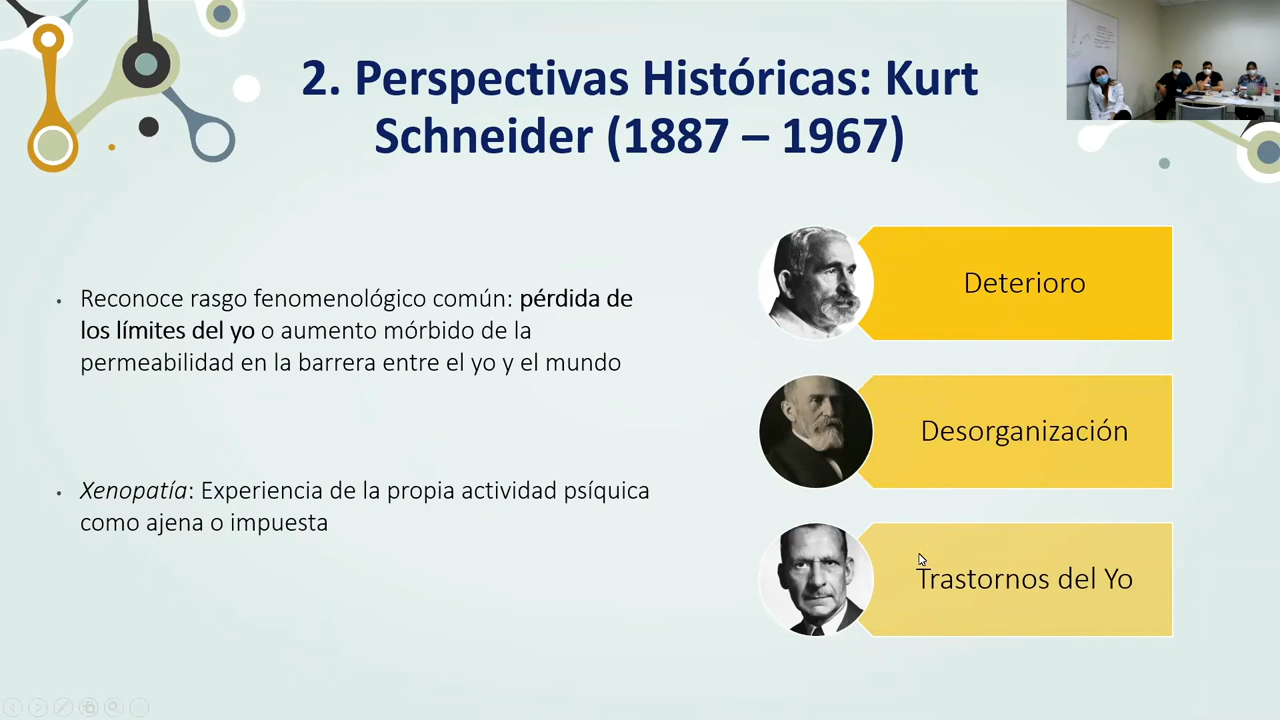 2. Perspectivas Históricas: Kurt
Schneider (1887 – 1967)
• Reconoce rasgo fenomenológico común: pérdida de
los límites del yo o aumento mórbido de la
permeabilidad en la barrera entre el yo y el mundo
• Xenopatía: Experiencia de la propia actividad psíquica
como ajena o impuesta
Deterioro
Desorganización
Trastornos del Yo